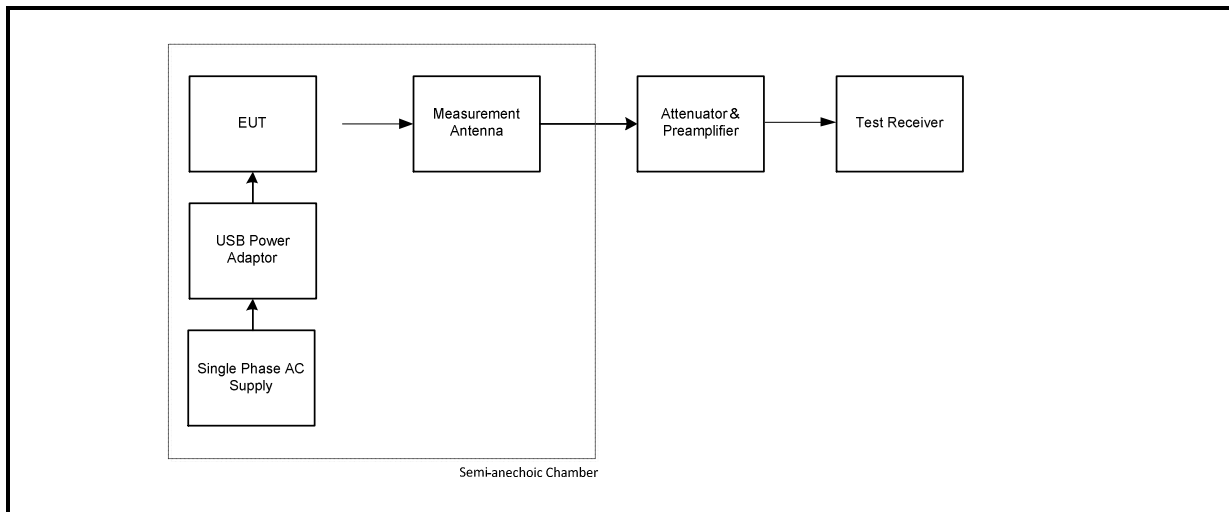 EUT
Measurement
Antenna
Attenuator &
Preamplifier
Test Receiver
USB Power
Adaptor
Single Phase AC
Supply
Semi-anechoic Chamber